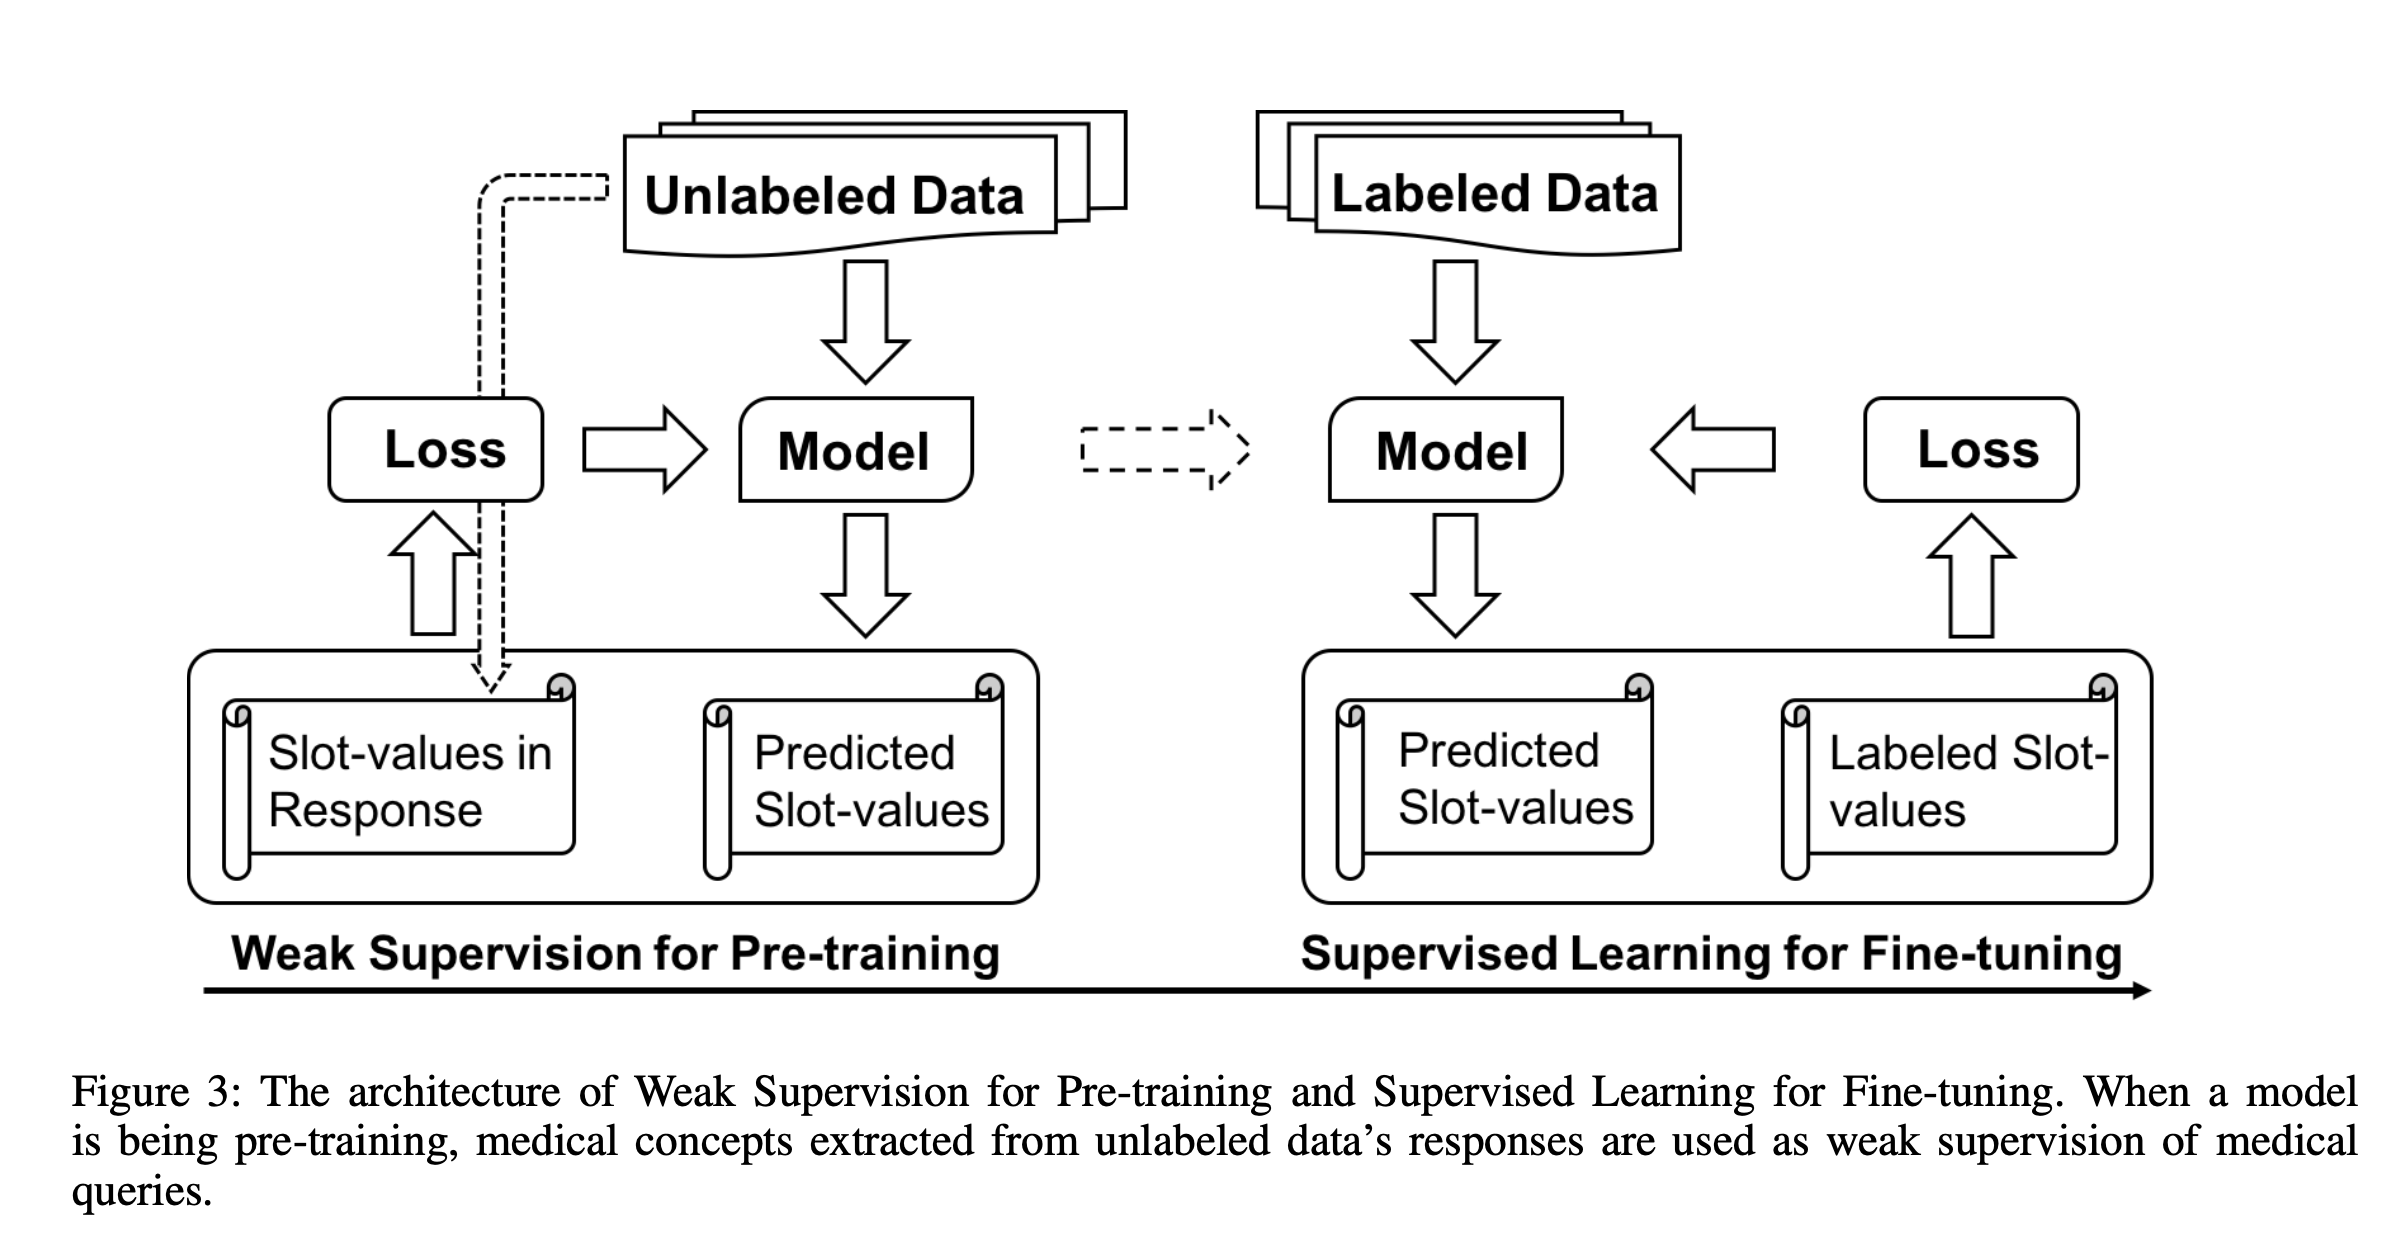 Unlabeled Data
Labeled Data
Loss
Model
Model
Loss
Slot-values in
Response
Predicted
Slot-values
Predicted
Slot-values
Labeled Slot-
values
Weak Supervision for Pre-training
Supervised Learning for Fine-tuning
Figure 3: The architecture of Weak Supervision for Pre-training and Supervised Learning for Fine-tuning. When a model
is being pre-training, medical concepts extracted from unlabeled data’s responses are used as weak supervision of medical
queries.